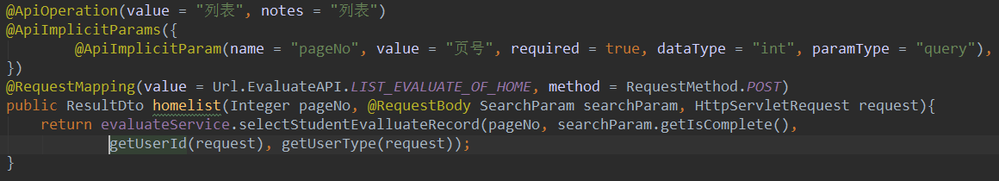 @ApiOperation(value = "列表", notes = "列表")
@ApiImplicitParams({
@ApiImplicitParam(name = "pageNo", value = "页号", required = true, dataType = "int", paramType = "query"),
})
@RequestMapping(value = Url.EvaluateAPI.LIST_EVALUATE_OF_HOME, method = RequestMethod.POST)
public ResultDto homelist(Integer pageNo, @RequestBody SearchParam searchParam, HttpServletRequest request){
return evaluateService.selectStudentEvalluateRecord(pageNo, searchParam.getIsComplete(),
getUserId(request), getUserType(request));
}